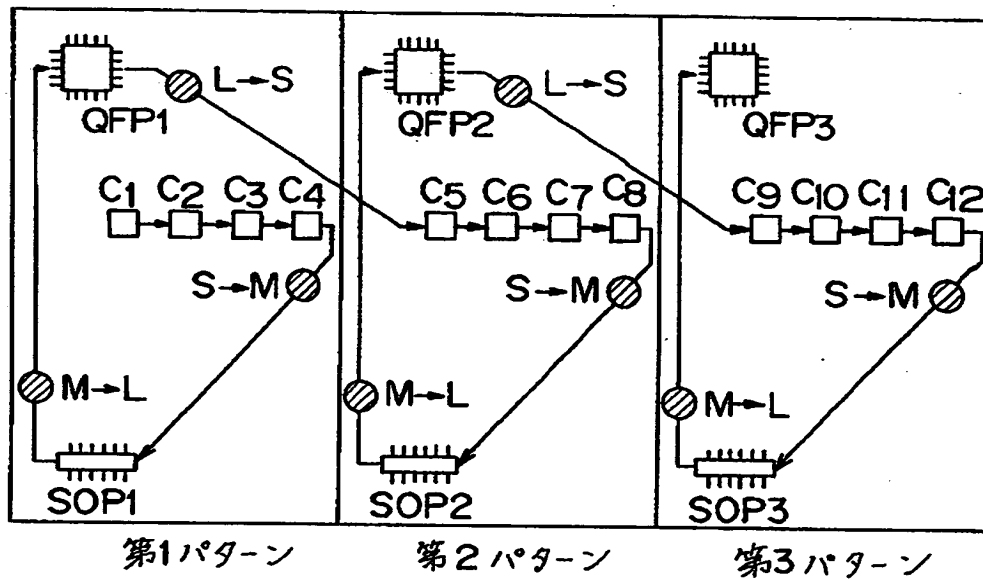 QFP1 L→S QFP2 L→S QFP3
C1 C2 C3 C4 C5 C6 C7 C8 C9 C10 C11 C12
S→M S→M S→M
M→L M→L M→L
SOP1 SOP2 SOP3
第1パターン 第2パターン 第3パターン